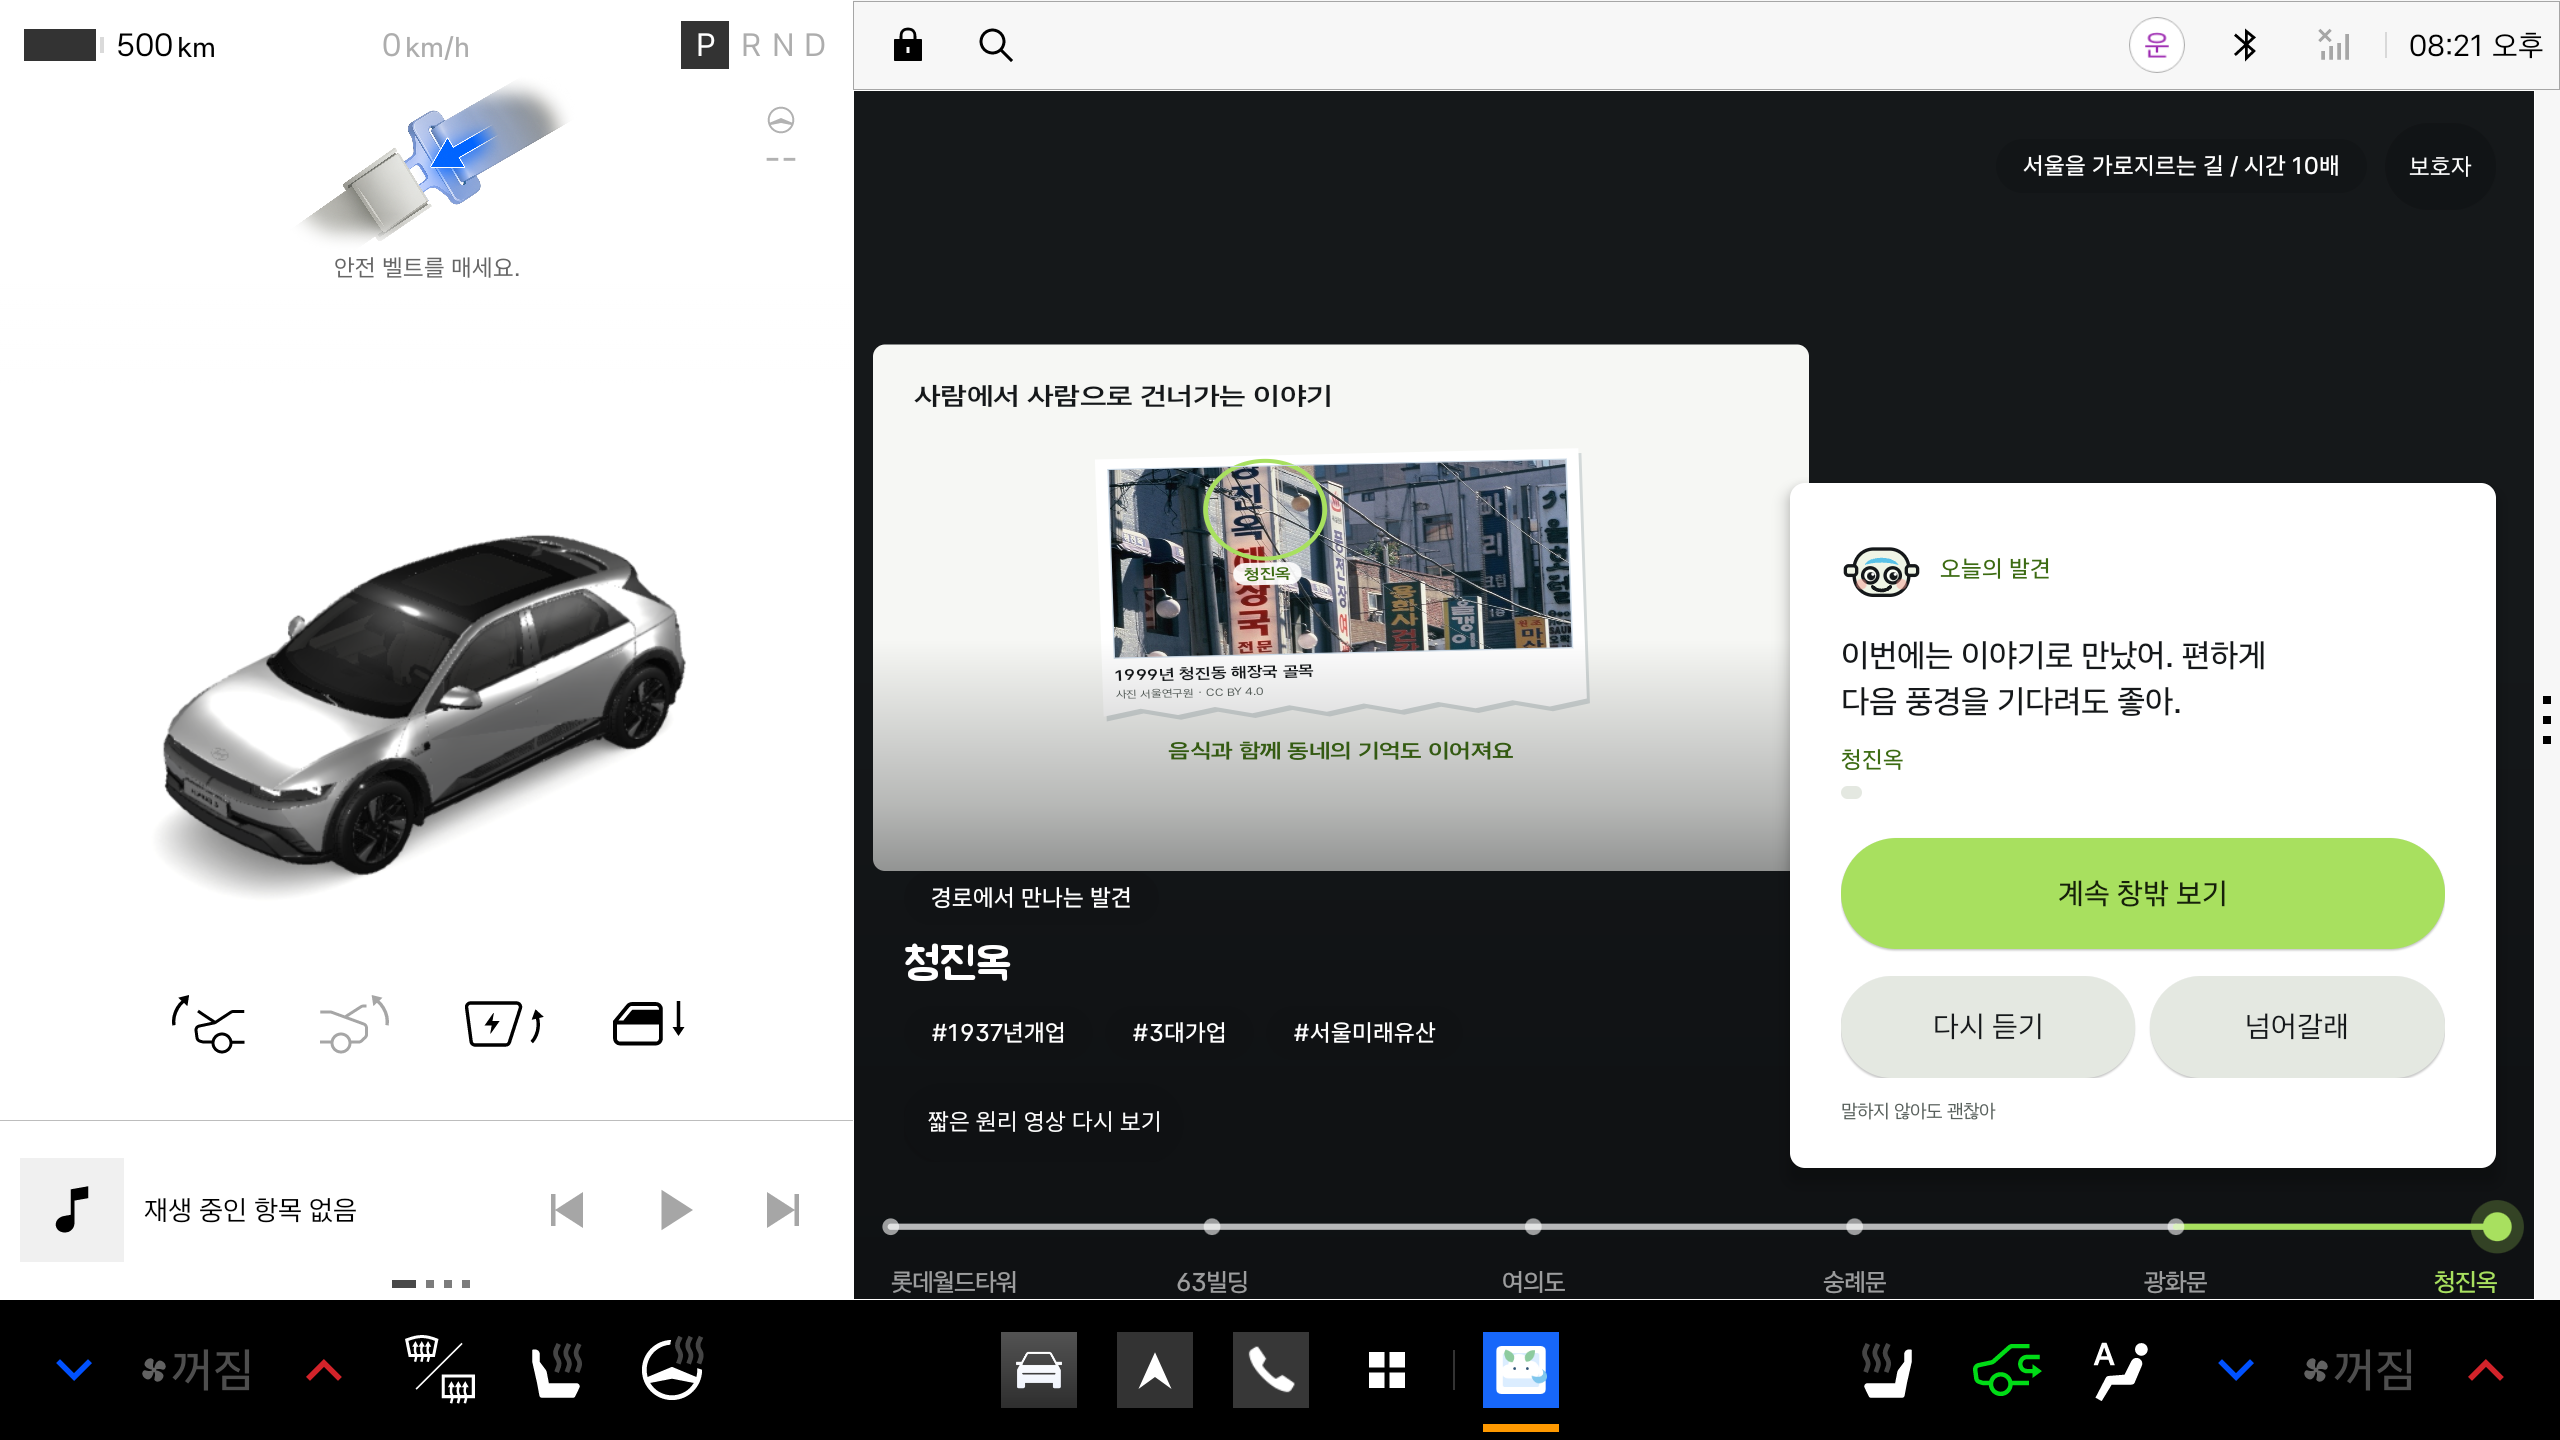 500 km
0 km/h
P R N D
운
08:21 오후
안전 벨트를 매세요.
서울을 가로지르는 길 / 시간 10배
보호자
사람에서 사람으로 건너가는 이야기
청진옥
해장국
전문
청진옥
1999년 청진동 해장국 골목
사진 서울연구원 · CC BY 4.0
음식과 함께 동네의 기억도 이어져요
오늘의 발견
이번에는 이야기로 만났어. 편하게
다음 풍경을 기다려도 좋아.
청진옥
계속 창밖 보기
다시 듣기
넘어갈래
말하지 않아도 괜찮아
경로에서 만나는 발견
청진옥
#1937년개업
#3대가업
#서울미래유산
짧은 원리 영상 다시 보기
재생 중인 항목 없음
롯데월드타워
63빌딩
여의도
숭례문
광화문
청진옥
꺼짐
A
꺼짐